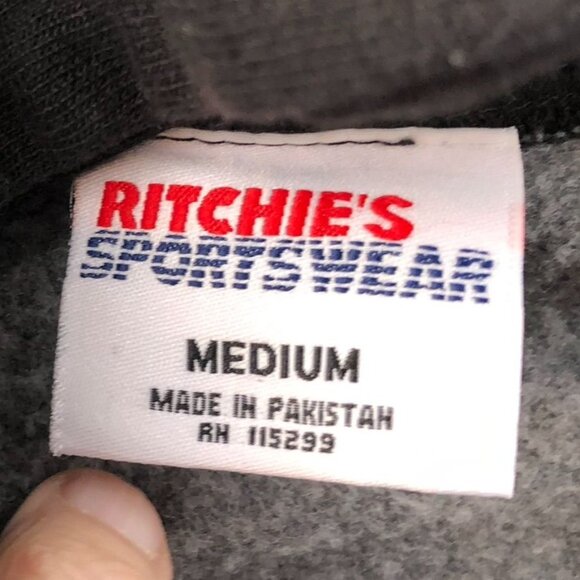 RITCHIE'S
SPORTSWEAR
MEDIUM
MADE IN PAKISTAN
RN 115299